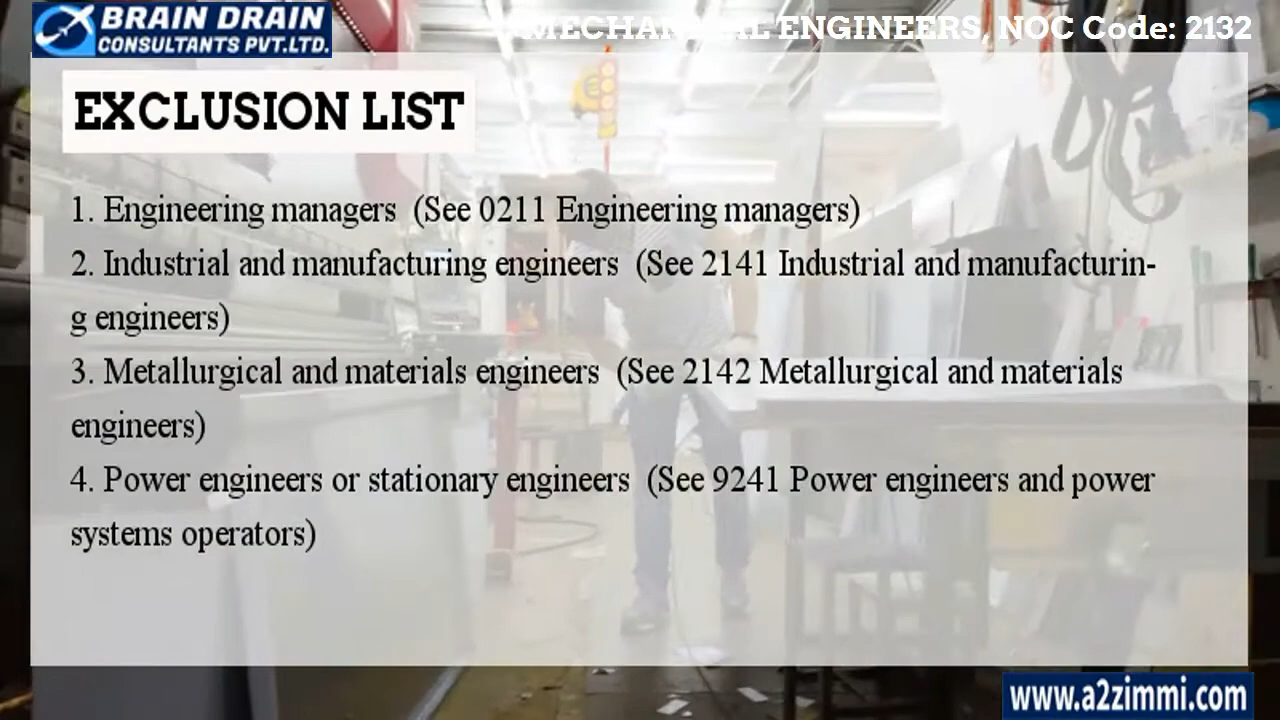 BRAIN DRAIN
CONSULTANTS PVT.LTD.
MECHANICAL ENGINEERS, NOC Code: 2132
EXCLUSION LIST
1. Engineering managers (See 0211 Engineering managers)
2. Industrial and manufacturing engineers (See 2141 Industrial and manufacturin-
g engineers)
3. Metallurgical and materials engineers (See 2142 Metallurgical and materials
engineers)
4. Power engineers or stationary engineers (See 9241 Power engineers and power
systems operators)
www.a2zimmi.com